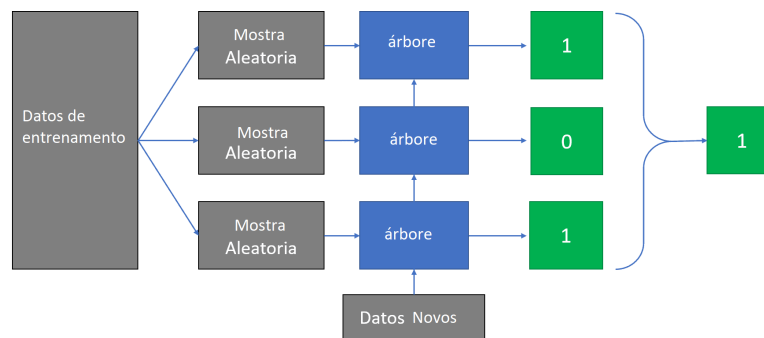 Datos de
entrenamento
Mostra
Aleatoria
árbore
1
Mostra
Aleatoria
árbore
0
1
Mostra
Aleatoria
árbore
1
Datos Novos